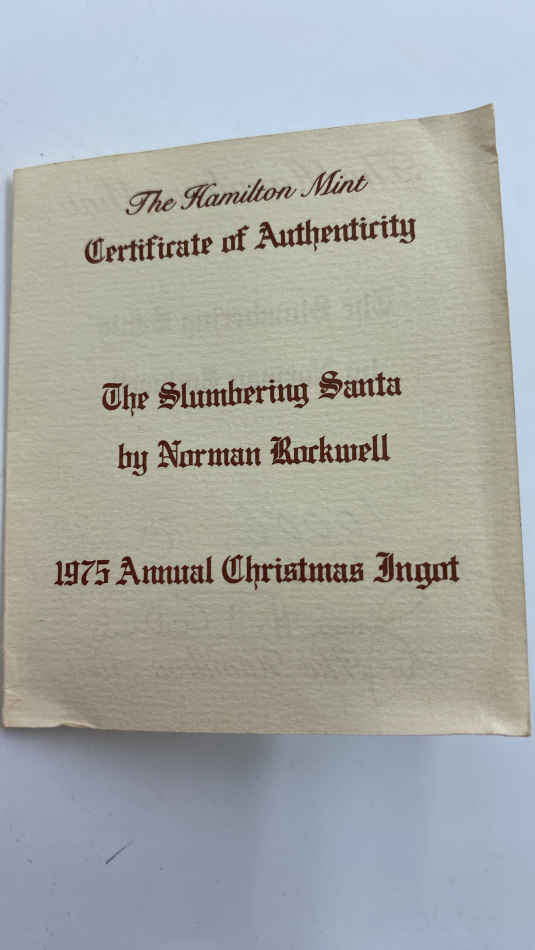 The Hamilton Mint
Certificate of Authenticity
The Slumbering Santa
by Norman Rockwell
1975 Annual Christmas Ingot